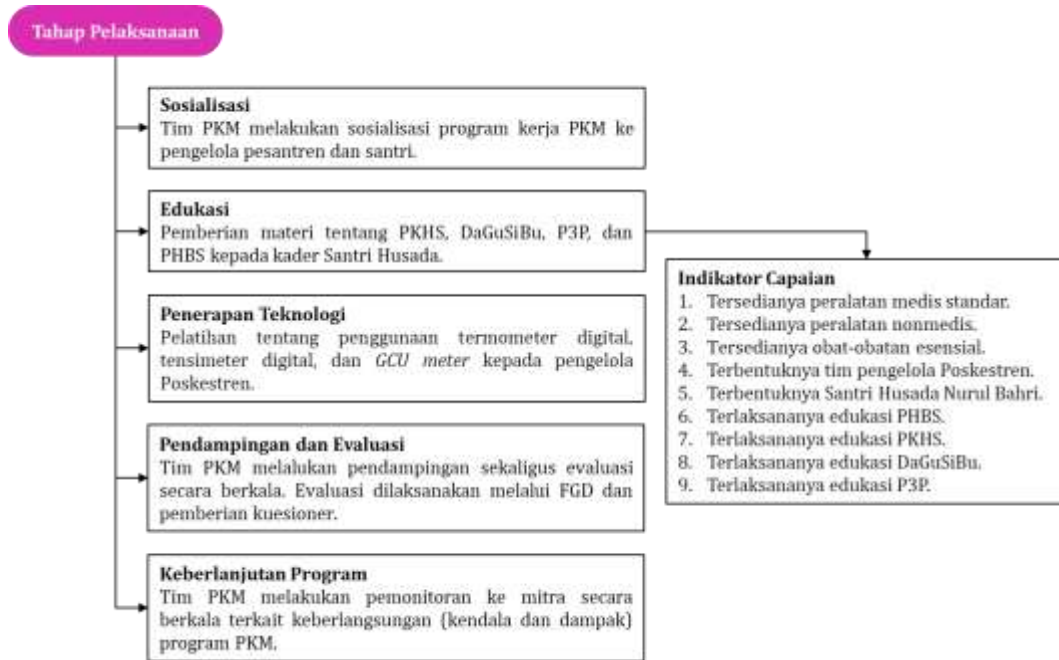 Tahap Pelaksanaan
Sosialisasi
Tim PKM melakukan sosialisasi program kerja PKM ke
pengelola pesantren dan santri.
Edukasi
Pemberian materi tentang PKHS, DaGuSiBu, P3P, dan
PHBS kepada kader Santri Husada.
Penerapan Teknologi
Pelatihan tentang penggunaan termometer digital,
tensimeter digital, dan GCU meter kepada pengelola
Poskestren.
Pendampingan dan Evaluasi
Tim PKM melalukan pendampingan sekaligus evaluasi
secara berkala. Evaluasi dilaksanakan melalui FGD dan
pemberian kuesioner.
Keberlanjutan Program
Tim PKM melakukan pemonitoran ke mitra secara
berkala terkait keberlangsungan (kendala dan dampak)
program PKM.
Indikator Capaian
1. Tersedianya peralatan medis standar.
2. Tersedianya peralatan nonmedis.
3. Tersedianya obat-obatan esensial.
4. Terbentuknya tim pengelola Poskestren.
5. Terbentuknya Santri Husada Nurul Bahri.
6. Terlaksananya edukasi PHBS.
7. Terlaksananya edukasi PKHS.
8. Terlaksananya edukasi DaGuSiBu.
9. Terlaksananya edukasi P3P.